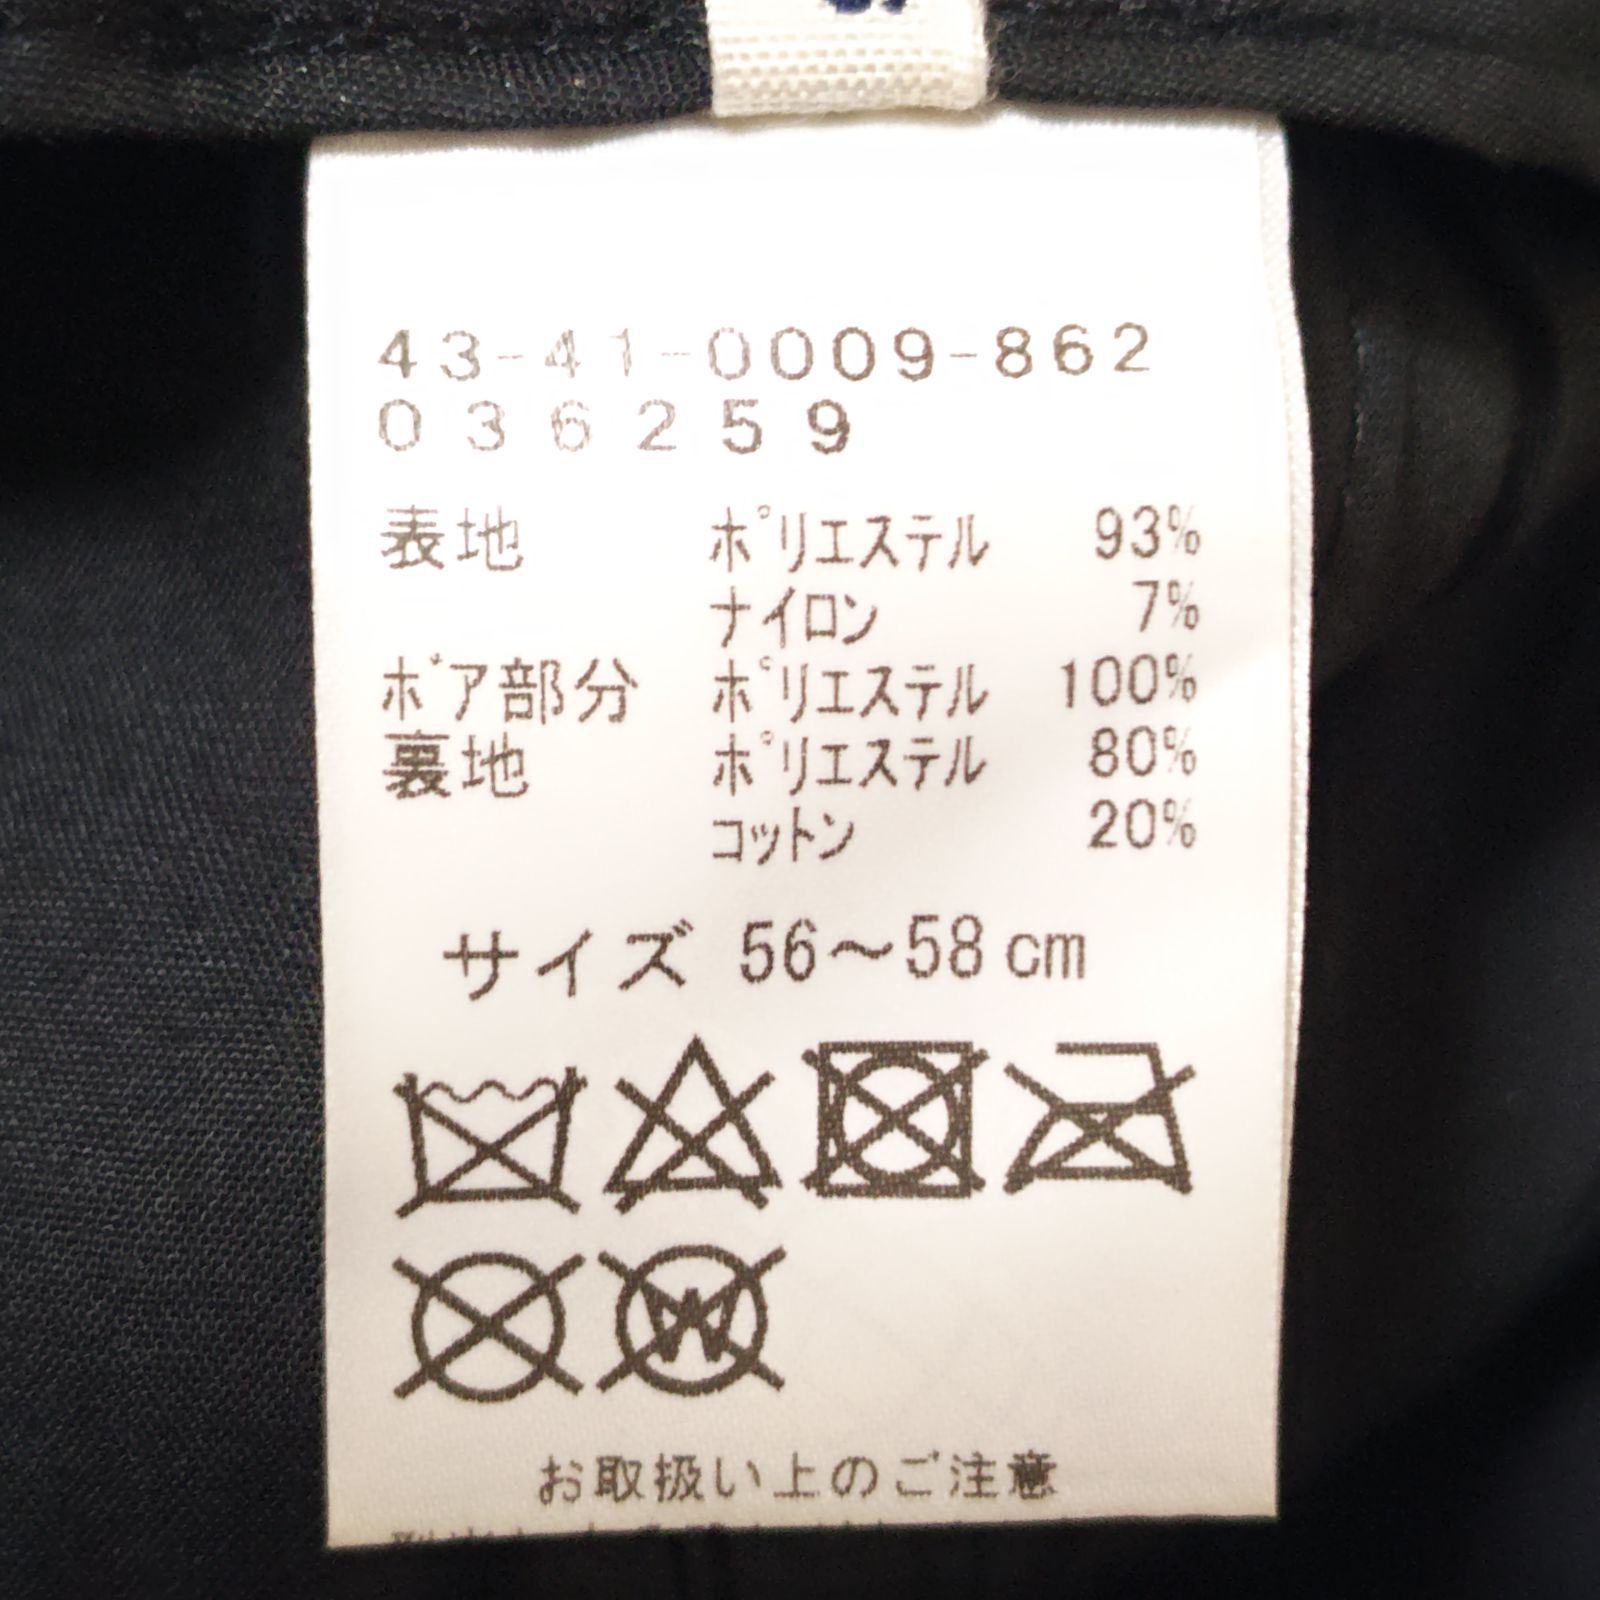 43-41-0009-862
036259
表地 ポリエステル 93%
ナイロン 7%
ボア部分 ポリエステル 100%
裏地 ポリエステル 80%
コットン 20%
サイズ 56～58cm
W
お取扱い上のご注意